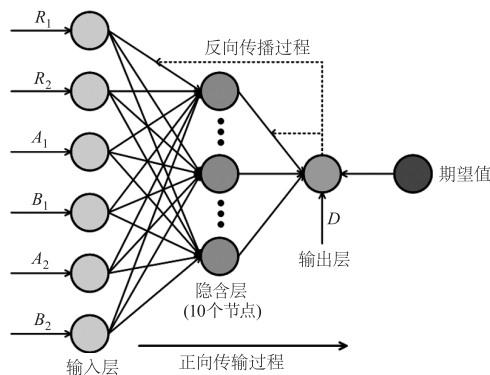 R1
R2
A1
B1
A2
B2
反向传播过程
期望值
D
输出层
隐含层
(10个节点)
输入层
正向传输过程